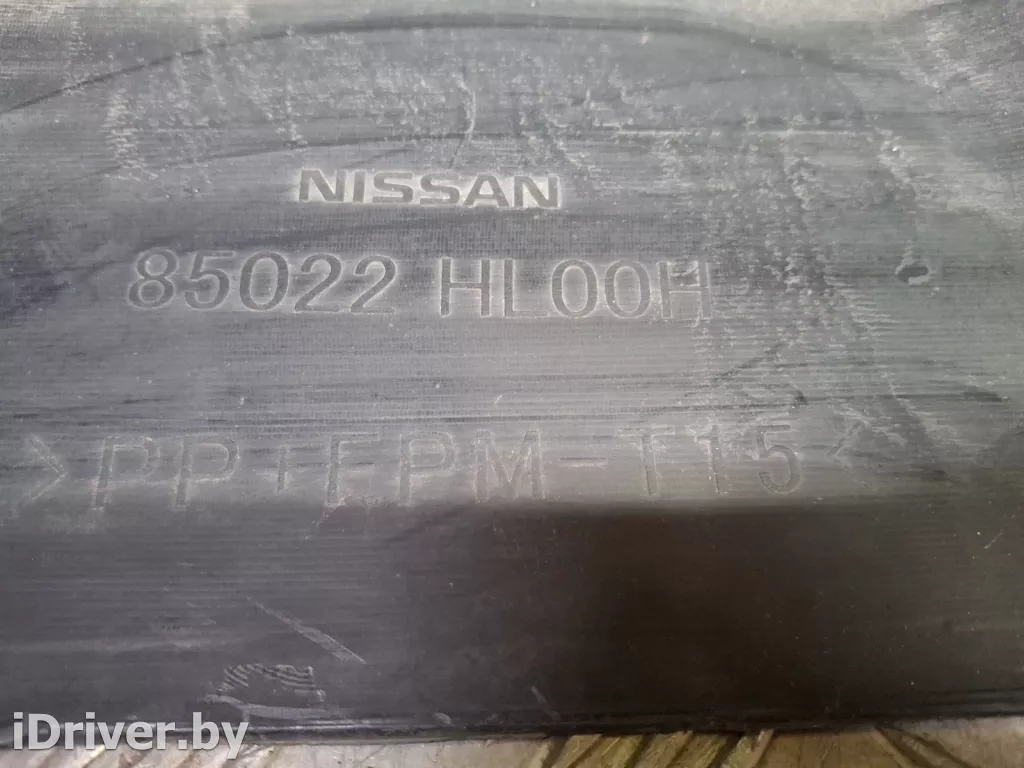 NISSAN
85022 HL00H
>PP+EPM-T15<
iDriver.by